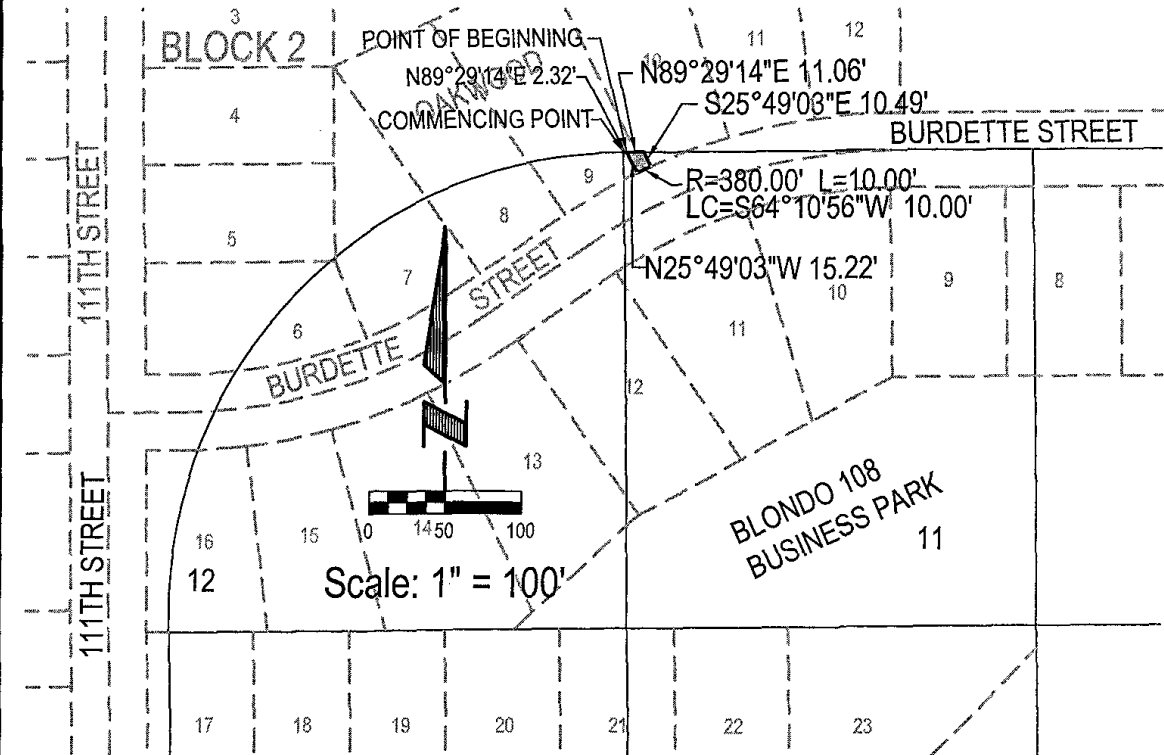 3
BLOCK 2
4
5
6
7
8
9
10
11
12
OAKWOOD
POINT OF BEGINNING
N89°29'14"E 2.32'
COMMENCING POINT
N89°29'14"E 11.06'
S25°49'03"E 10.49'
BURDETTE STREET
R=380.00' L=10.00'
LC=S64°10'56"W 10.00'
N25°49'03"W 15.22'
111TH STREET
BURDETTE STREET
8
9
10
11
12
13
14
15
16
12
0 50 100
Scale: 1" = 100'
BLONDO 108
BUSINESS PARK
11
111TH STREET
17
18
19
20
21
22
23